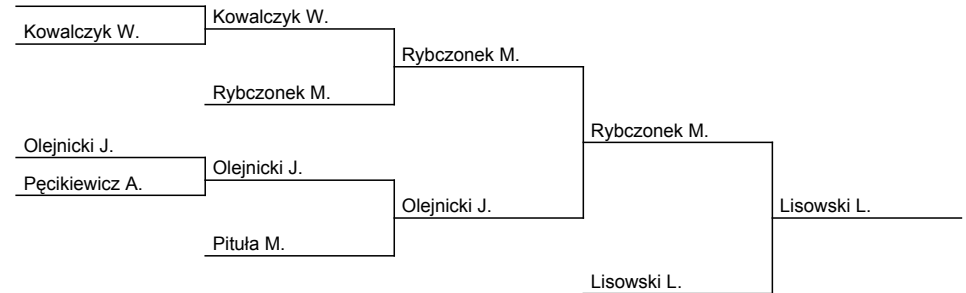 Kowalczyk W.
Kowalczyk W.
Rybczonek M.
Rybczonek M.
Rybczonek M.
Olejnicki J.
Olejnicki J.
Pęcikiewicz A.
Olejnicki J.
Lisowski L.
Pituła M.
Lisowski L.